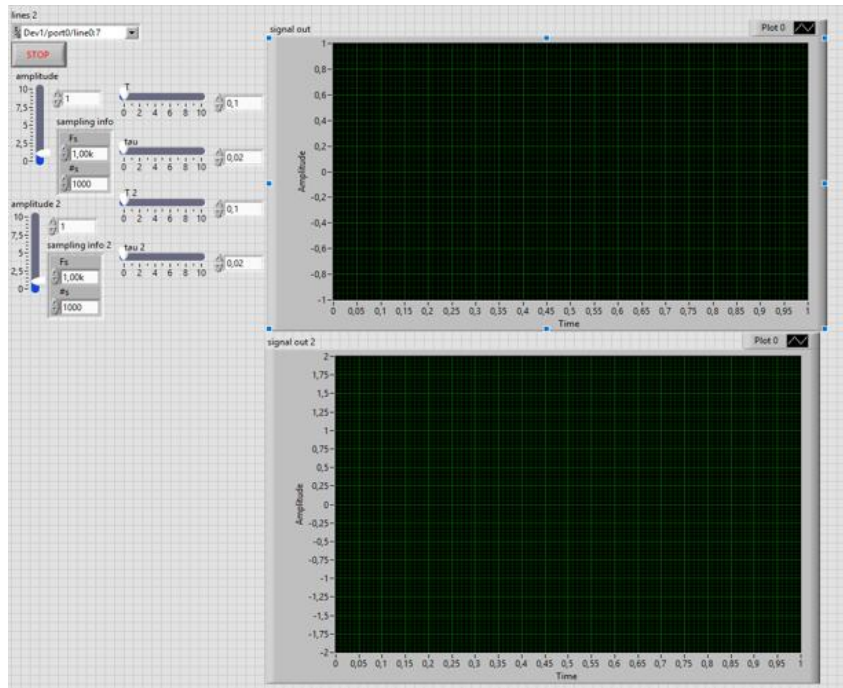 lines 2
Dev1/port0/line0:7
STOP
amplitude
10
7,5
5
2,5
0
1
sampling info
Fs
1,00k
#s
1000
T
0 2 4 6 8 10
0,1
tau
0 2 4 6 8 10
0,02
amplitude 2
10
7,5
5
2,5
0
1
sampling info 2
Fs
1,00k
#s
1000
T 2
0 2 4 6 8 10
0,1
tau 2
0 2 4 6 8 10
0,02
signal out
Plot 0
Amplitude
1
0,8
0,6
0,4
0,2
0
-0,2
-0,4
-0,6
-0,8
-1
0 0,05 0,1 0,15 0,2 0,25 0,3 0,35 0,4 0,45 0,5 0,55 0,6 0,65 0,7 0,75 0,8 0,85 0,9 0,95 1
Time
signal out 2
Plot 0
Amplitude
2
1,75
1,5
1,25
1
0,75
0,5
0,25
0
-0,25
-0,5
-0,75
-1
-1,25
-1,5
-1,75
-2
0 0,05 0,1 0,15 0,2 0,25 0,3 0,35 0,4 0,45 0,5 0,55 0,6 0,65 0,7 0,75 0,8 0,85 0,9 0,95 1
Time